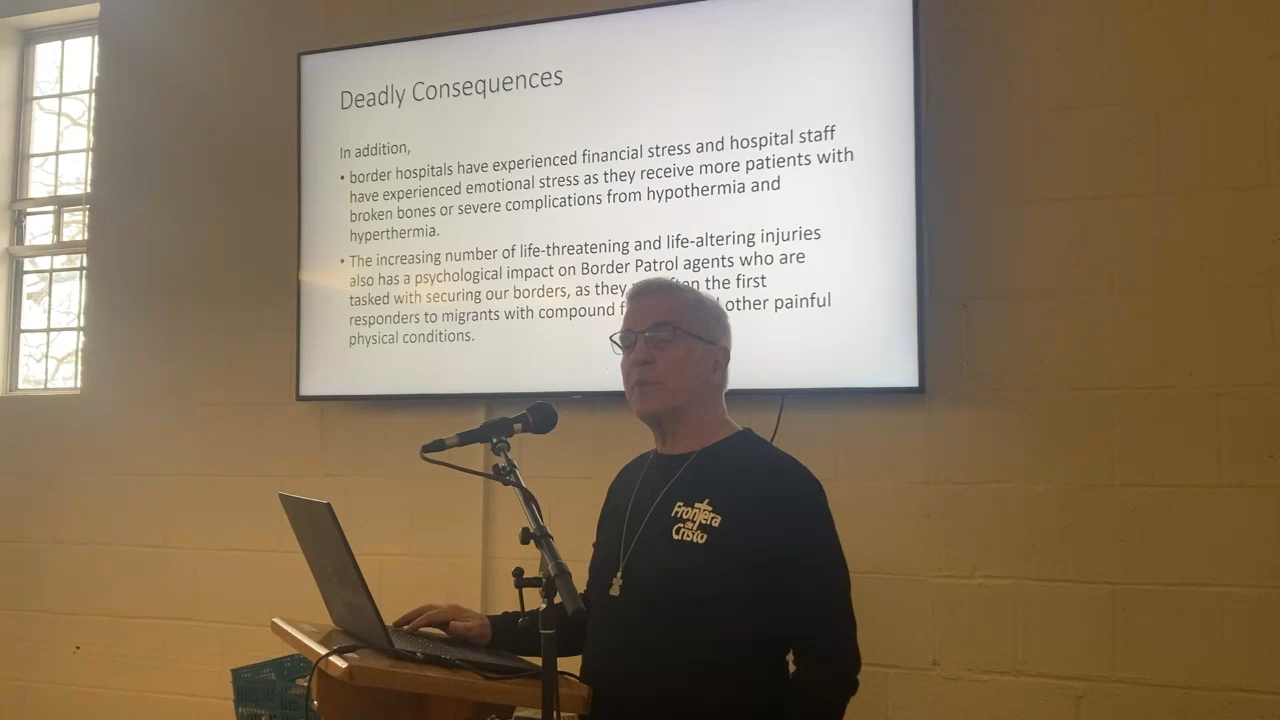 Deadly Consequences
In addition,
• border hospitals have experienced financial stress and hospital staff
have experienced emotional stress as they receive more patients with
broken bones or severe complications from hypothermia and
hyperthermia.
• The increasing number of life-threatening and life-altering injuries
also has a psychological impact on Border Patrol agents who are
tasked with securing our borders, as they the first
responders to migrants with compound other painful
physical conditions.
Frontera
de
Cristo